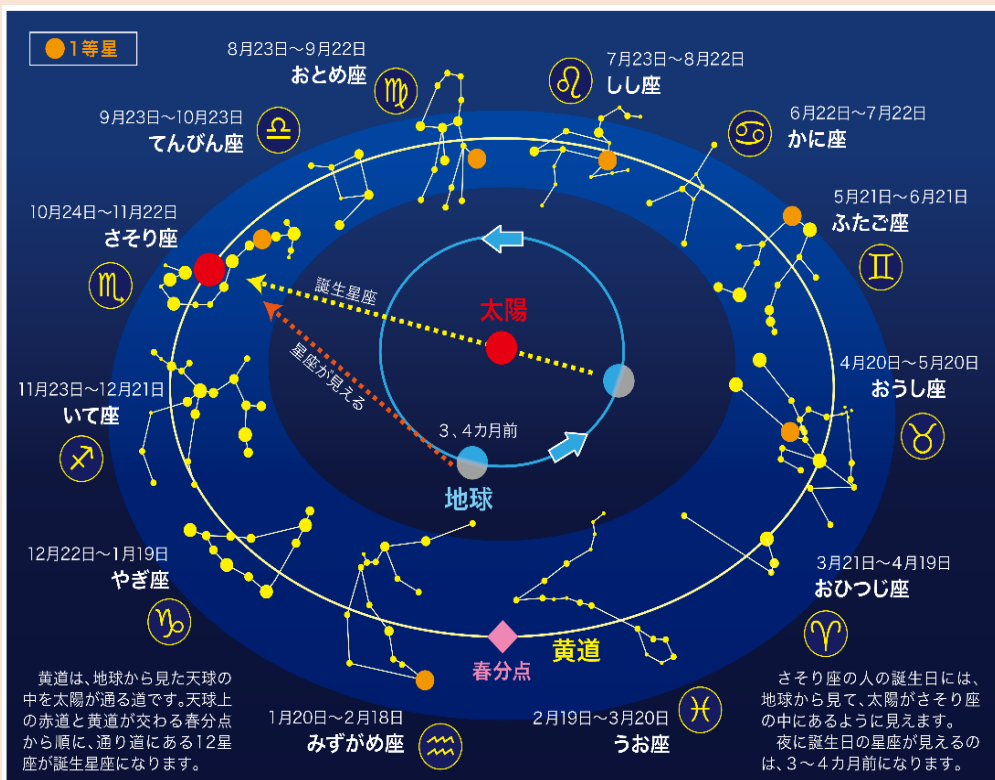 1等星
8月23日〜9月22日
おとめ座
♍
7月23日〜8月22日
しし座
♌
9月23日〜10月23日
てんびん座
♎
6月22日〜7月22日
かに座
♋
10月24日〜11月22日
さそり座
♏
5月21日〜6月21日
ふたご座
♊
誕生星座
太陽
星座が見える
11月23日〜12月21日
いて座
♐
4月20日〜5月20日
おうし座
♉
3、4カ月前
地球
12月22日〜1月19日
やぎ座
♑
3月21日〜4月19日
おひつじ座
♈
黄道
春分点
1月20日〜2月18日
みずがめ座
♒
2月19日〜3月20日
うお座
♓
黄道は、地球から見た天球の
中を太陽が通る道です。天球上
の赤道と黄道が交わる春分点
から順に、通り道にある12星
座が誕生星座になります。
さそり座の人の誕生日には、
地球から見て、太陽がさそり座
の中にあるように見えます。
夜に誕生日の星座が見えるの
は、3〜4カ月前になります。